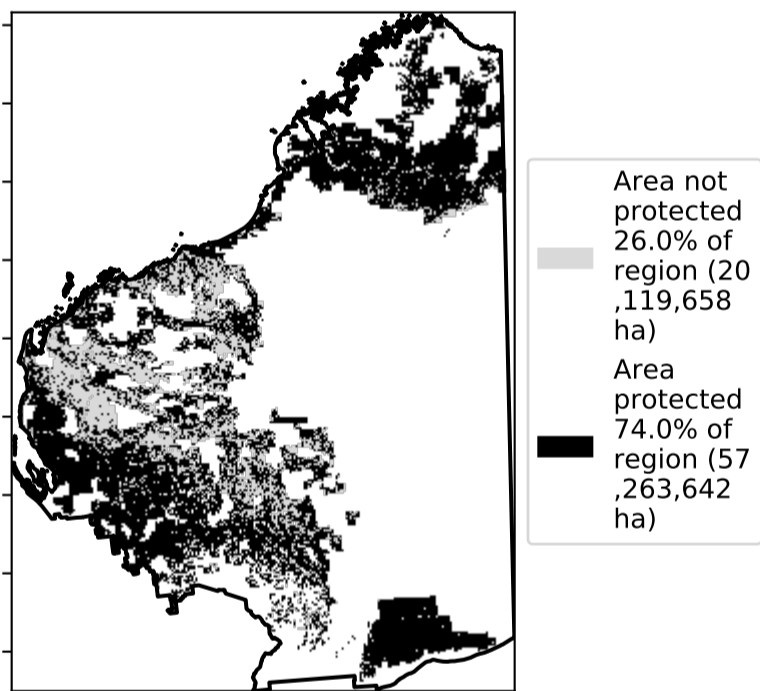 Area not
protected
26.0% of
region (20
,119,658
ha)
Area
protected
74.0% of
region (57
,263,642
ha)